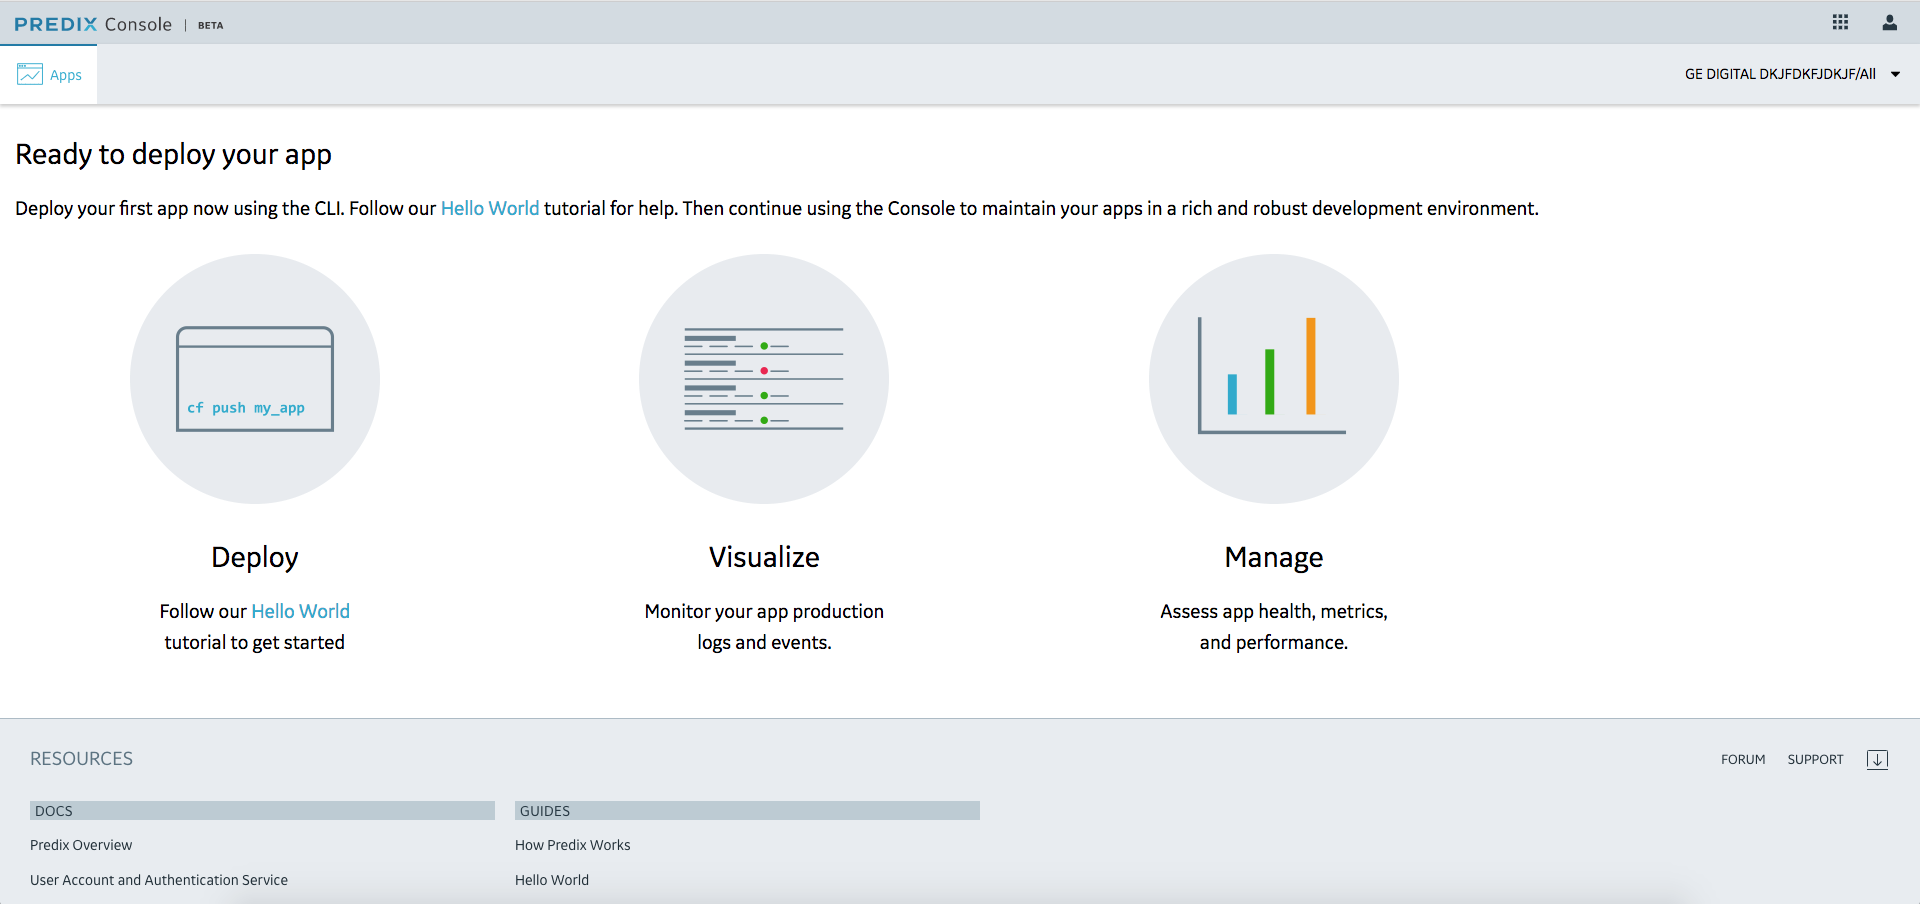 PREDIX Console | BETA
Apps
GE DIGITAL DKJFDKFJDKJF/All
Ready to deploy your app
Deploy your first app now using the CLI. Follow our Hello World tutorial for help. Then continue using the Console to maintain your apps in a rich and robust development environment.
cf push my_app
Deploy
Follow our Hello World
tutorial to get started
Visualize
Monitor your app production
logs and events.
Manage
Assess app health, metrics,
and performance.
RESOURCES
FORUM
SUPPORT
DOCS
Predix Overview
User Account and Authentication Service
GUIDES
How Predix Works
Hello World